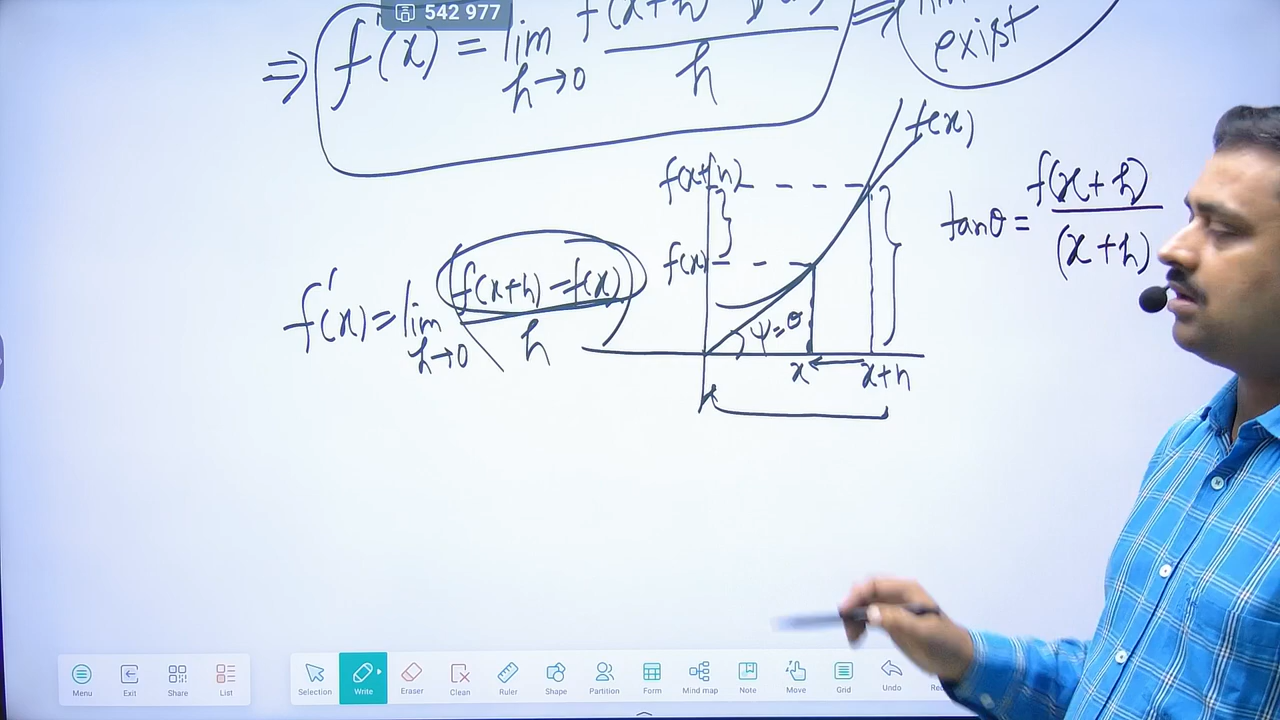 542 977
⇒ f'(x) = lim h→0 f(x+h) / h ⇒
exist
f(x)
f(x+h)
f(x)
tanθ = f(x+h) / (x+h)
f'(x) = lim h→0 f(x+h) – f(x) / h
ψ=θ
x x+h
Menu Exit Share List Selection Write Eraser Clean Ruler Shape Partition Form Mind map Note Move Grid Undo